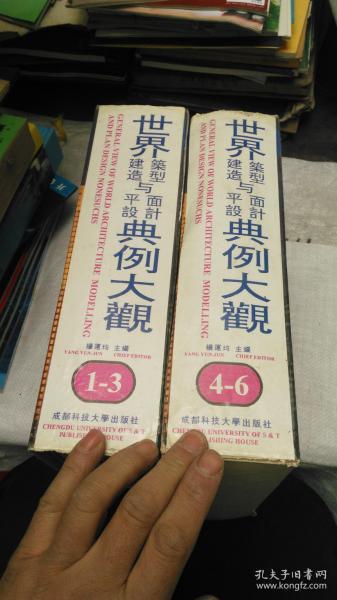 世界
建築
造型
与
平面
設計
典例大觀
GENERAL VIEW OF WORLD ARCHITECTURE MODELLING
AND PLAN DESIGN NONESUCHS
楊運均 主編
YANG YUN-JUN CHIEF EDITOR
1-3
成都科技大學出版社
CHENGDU UNIVERSITY OF S & T
PUBLISHING HOUSE
世界
建築
造型
与
平面
設計
典例大觀
GENERAL VIEW OF WORLD ARCHITECTURE MODELLING
AND PLAN DESIGN NONESUCHS
楊運均 主編
YANG YUN-JUN CHIEF EDITOR
4-6
成都科技大學出版社
CHENGDU UNIVERSITY OF S & T
LISHING HOUSE
孔夫子旧书网
www.kongfz.com